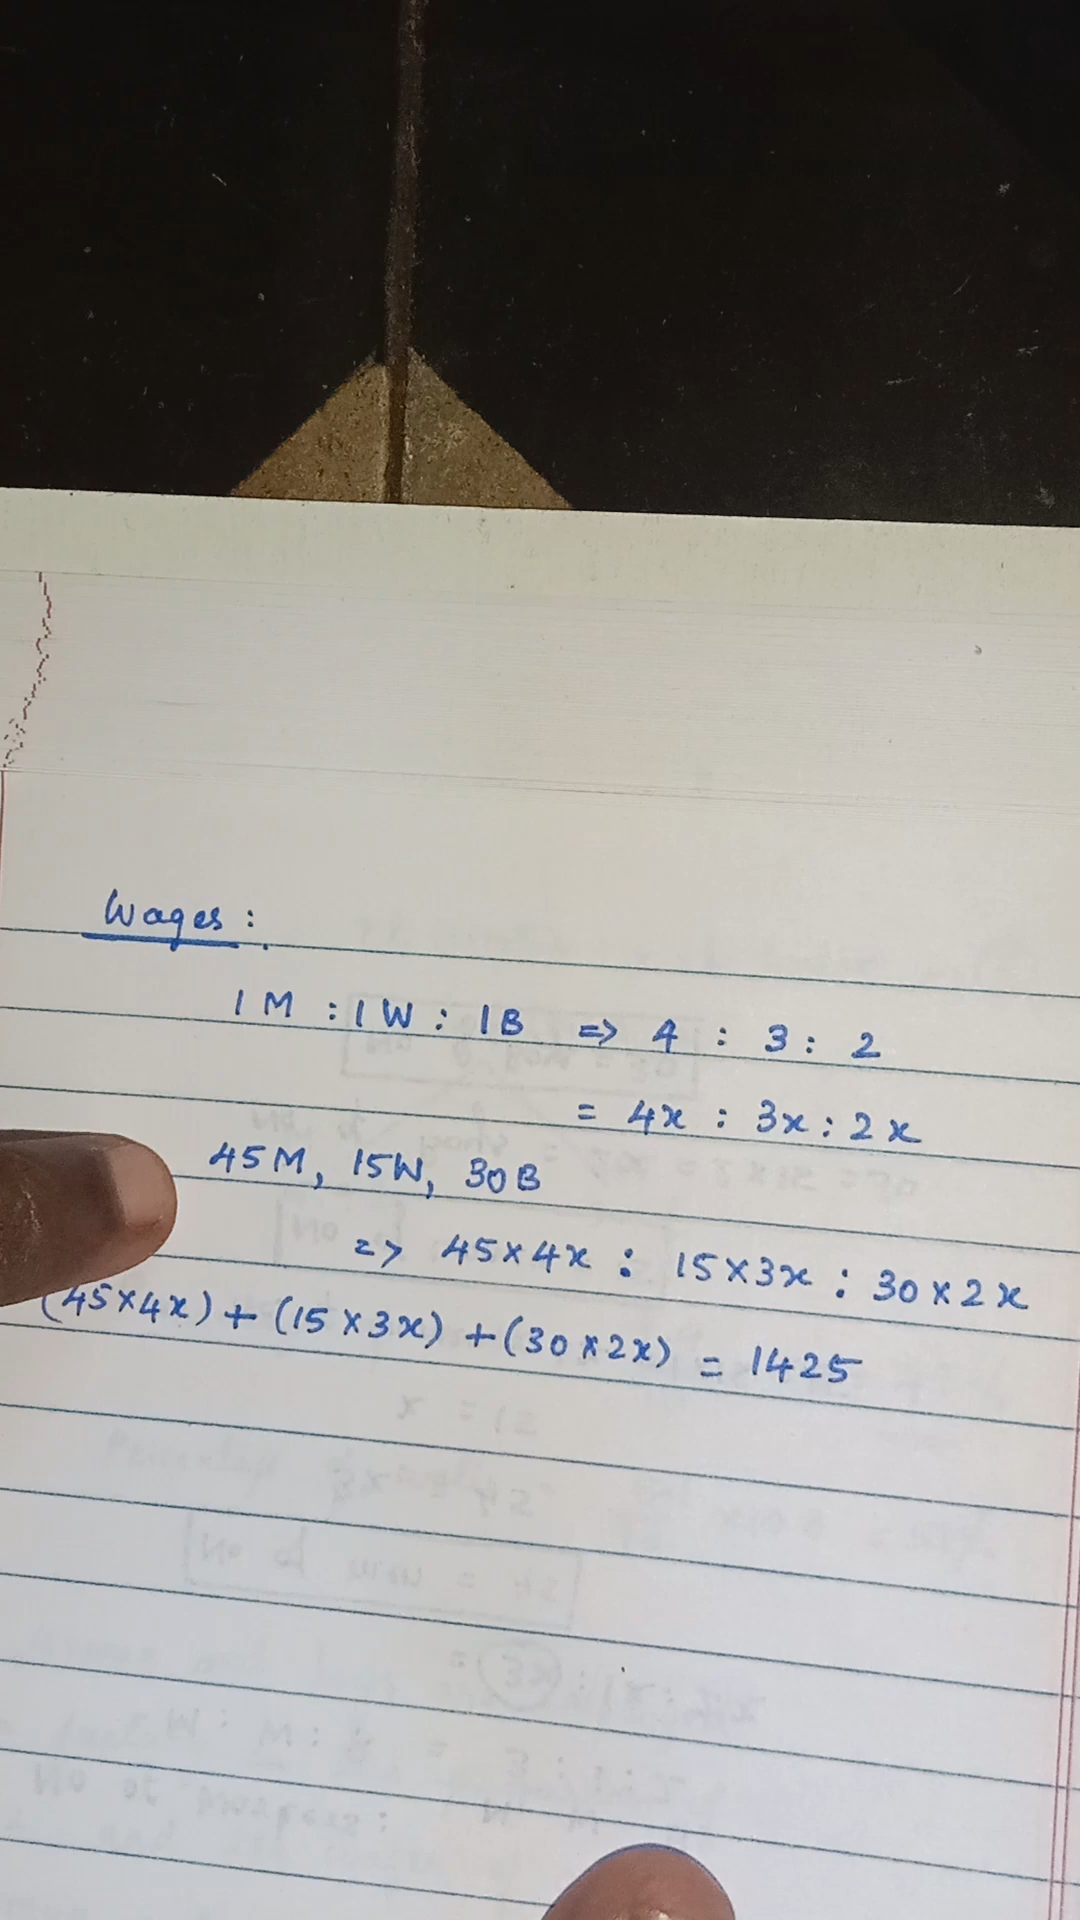 Wages :
1 M : 1 W : 1B => 4 : 3 : 2
= 4x : 3x : 2x
45M, 15W, 30B
=> 45×4x : 15×3x : 30×2x
(45×4x) + (15×3x) + (30×2x) = 1425